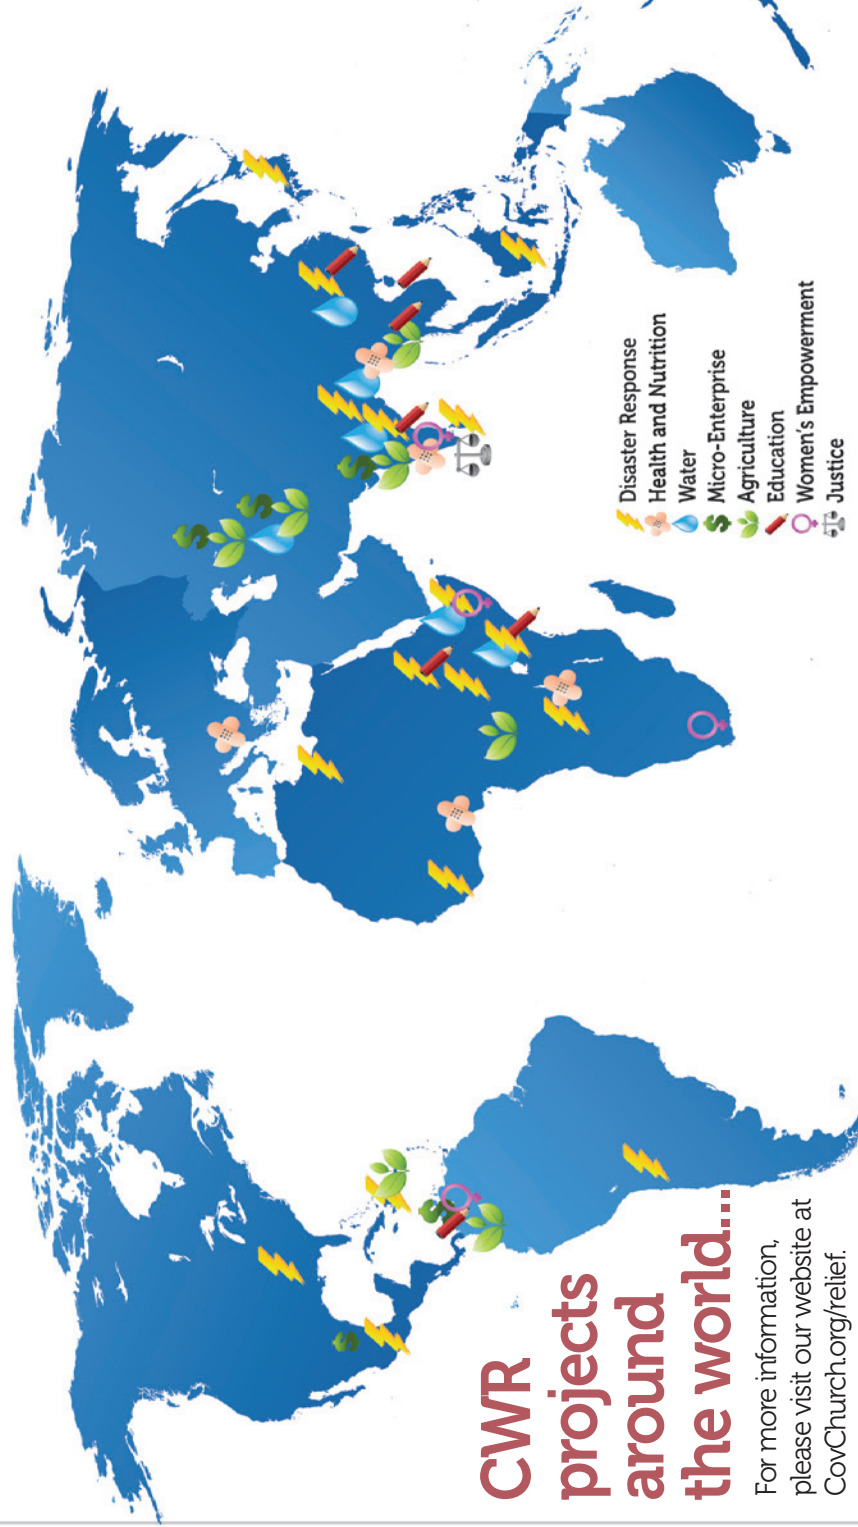 CWR
projects
around
the world...
For more information,
please visit our website at
CovChurch.org/relief.
Disaster Response
Health and Nutrition
Water
Micro-Enterprise
Agriculture
Education
Women's Empowerment
Justice